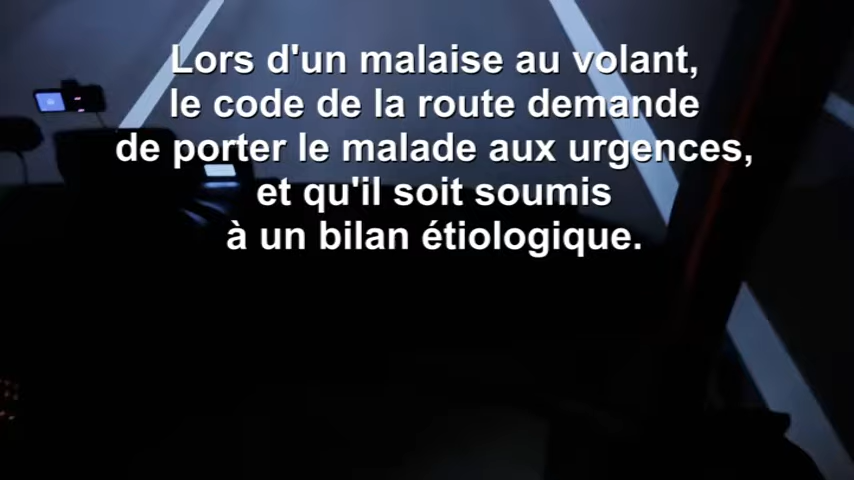 Lors d'un malaise au volant,
le code de la route demande
de porter le malade aux urgences,
et qu'il soit soumis
à un bilan étiologique.